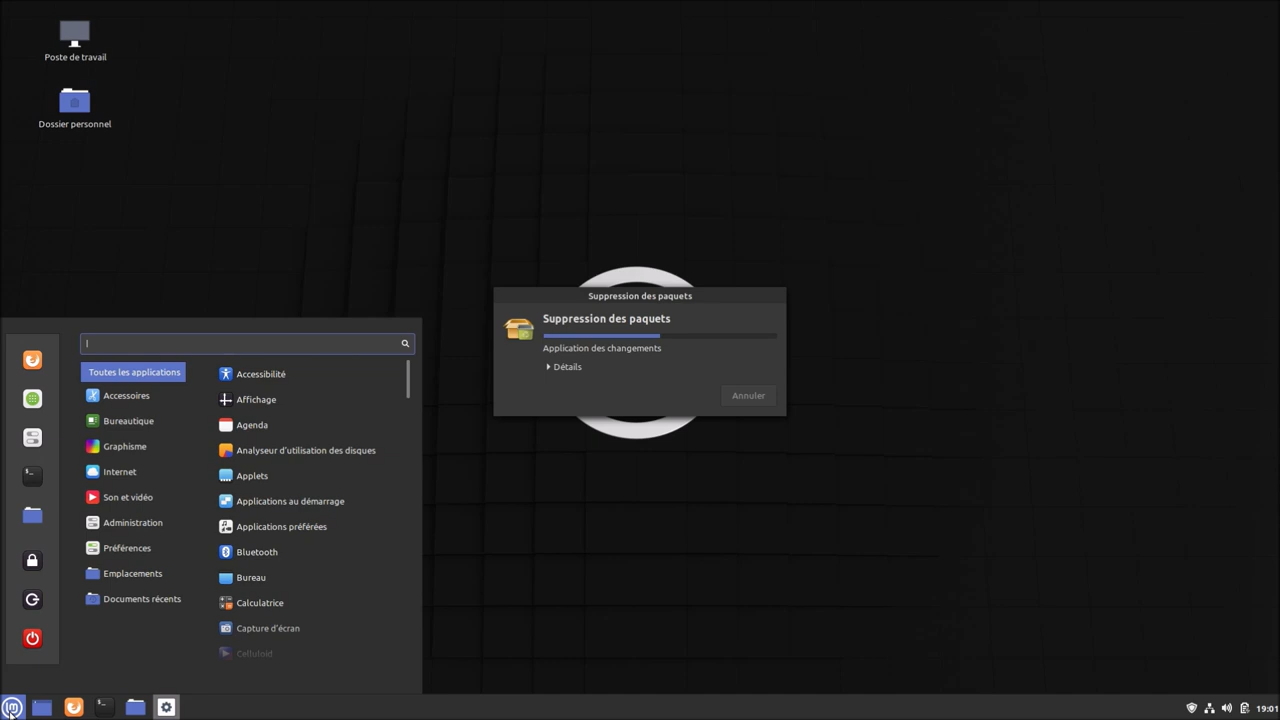 Poste de travail
Dossier personnel
Suppression des paquets
Suppression des paquets
Application des changements
Détails
Annuler
Toutes les applications
Accessoires
Bureautique
Graphisme
Internet
Son et vidéo
Administration
Préférences
Emplacements
Documents récents
Accessibilité
Affichage
Agenda
Analyseur d'utilisation des disques
Applets
Applications au démarrage
Applications préférées
Bluetooth
Bureau
Calculatrice
Capture d'écran
Celluloid
19:01